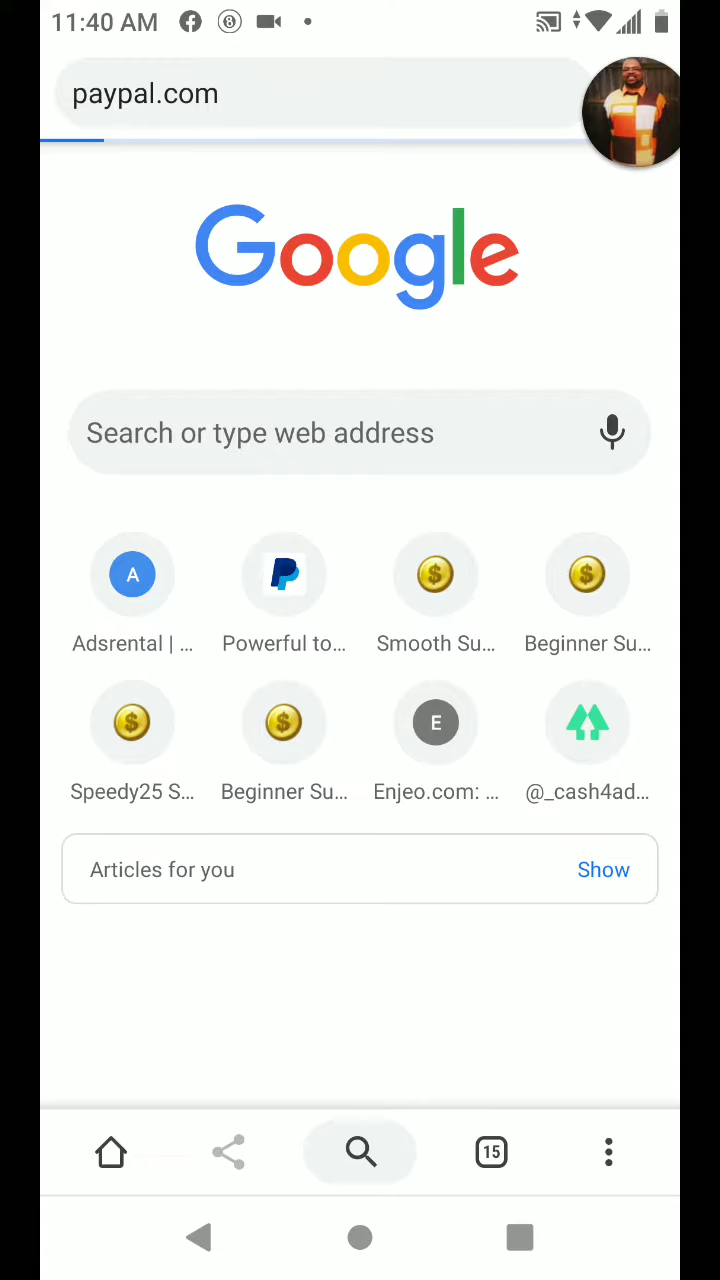 11:40 AM
8
paypal.com
Google
Search or type web address
A
$
$
Adsrental | ...
Powerful to...
Smooth Su...
Beginner Su...
$
$
E
Speedy25 S...
Beginner Su...
Enjeo.com: ...
@_cash4ad...
Articles for you
Show
15